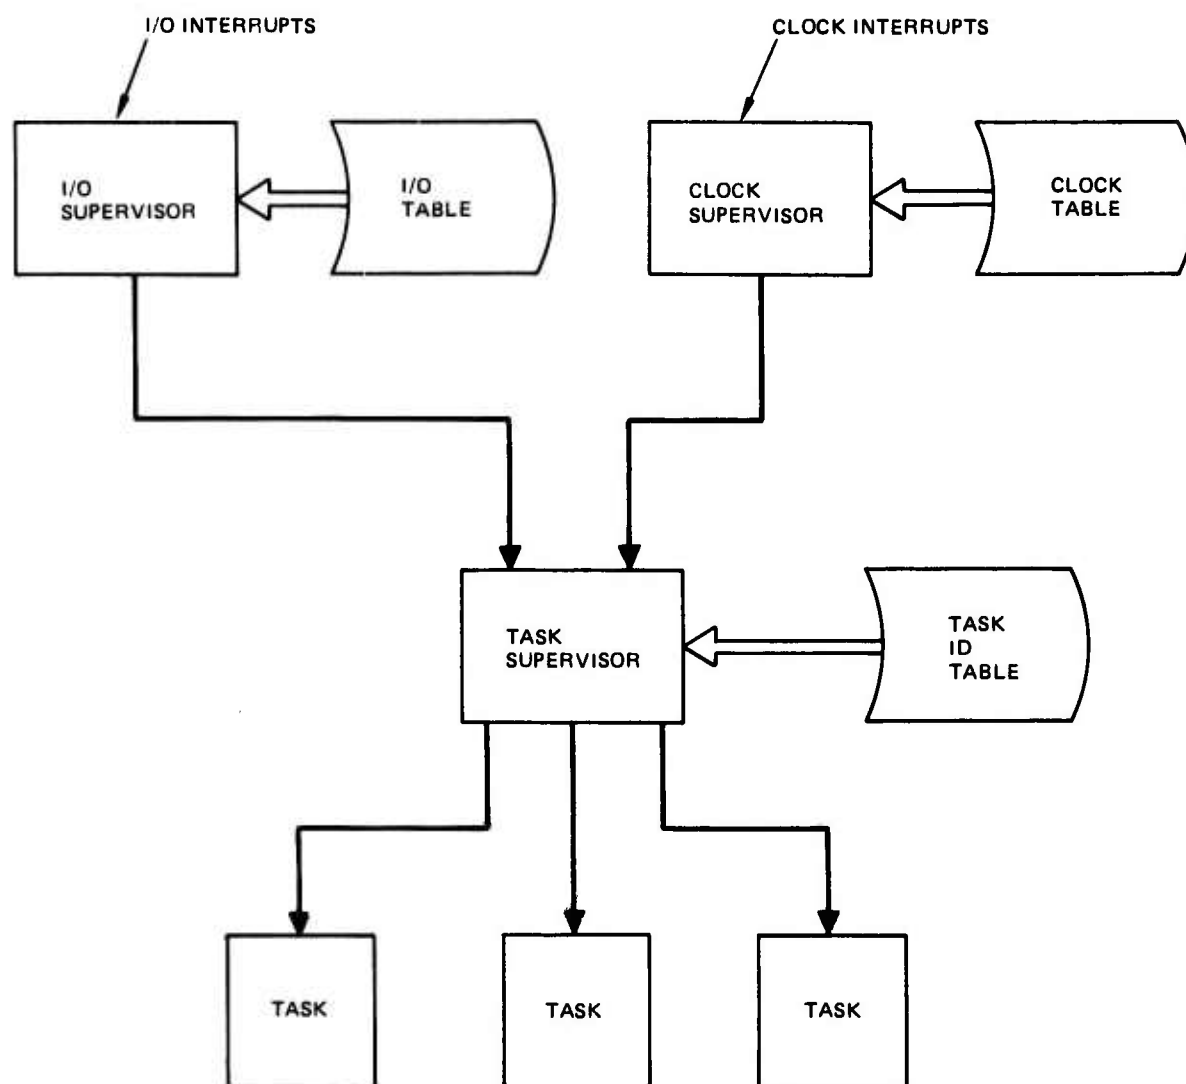 I/O INTERRUPTS
CLOCK INTERRUPTS
I/O
SUPERVISOR
I/O
TABLE
CLOCK
SUPERVISOR
CLOCK
TABLE
TASK
SUPERVISOR
TASK
ID
TABLE
TASK
TASK
TASK